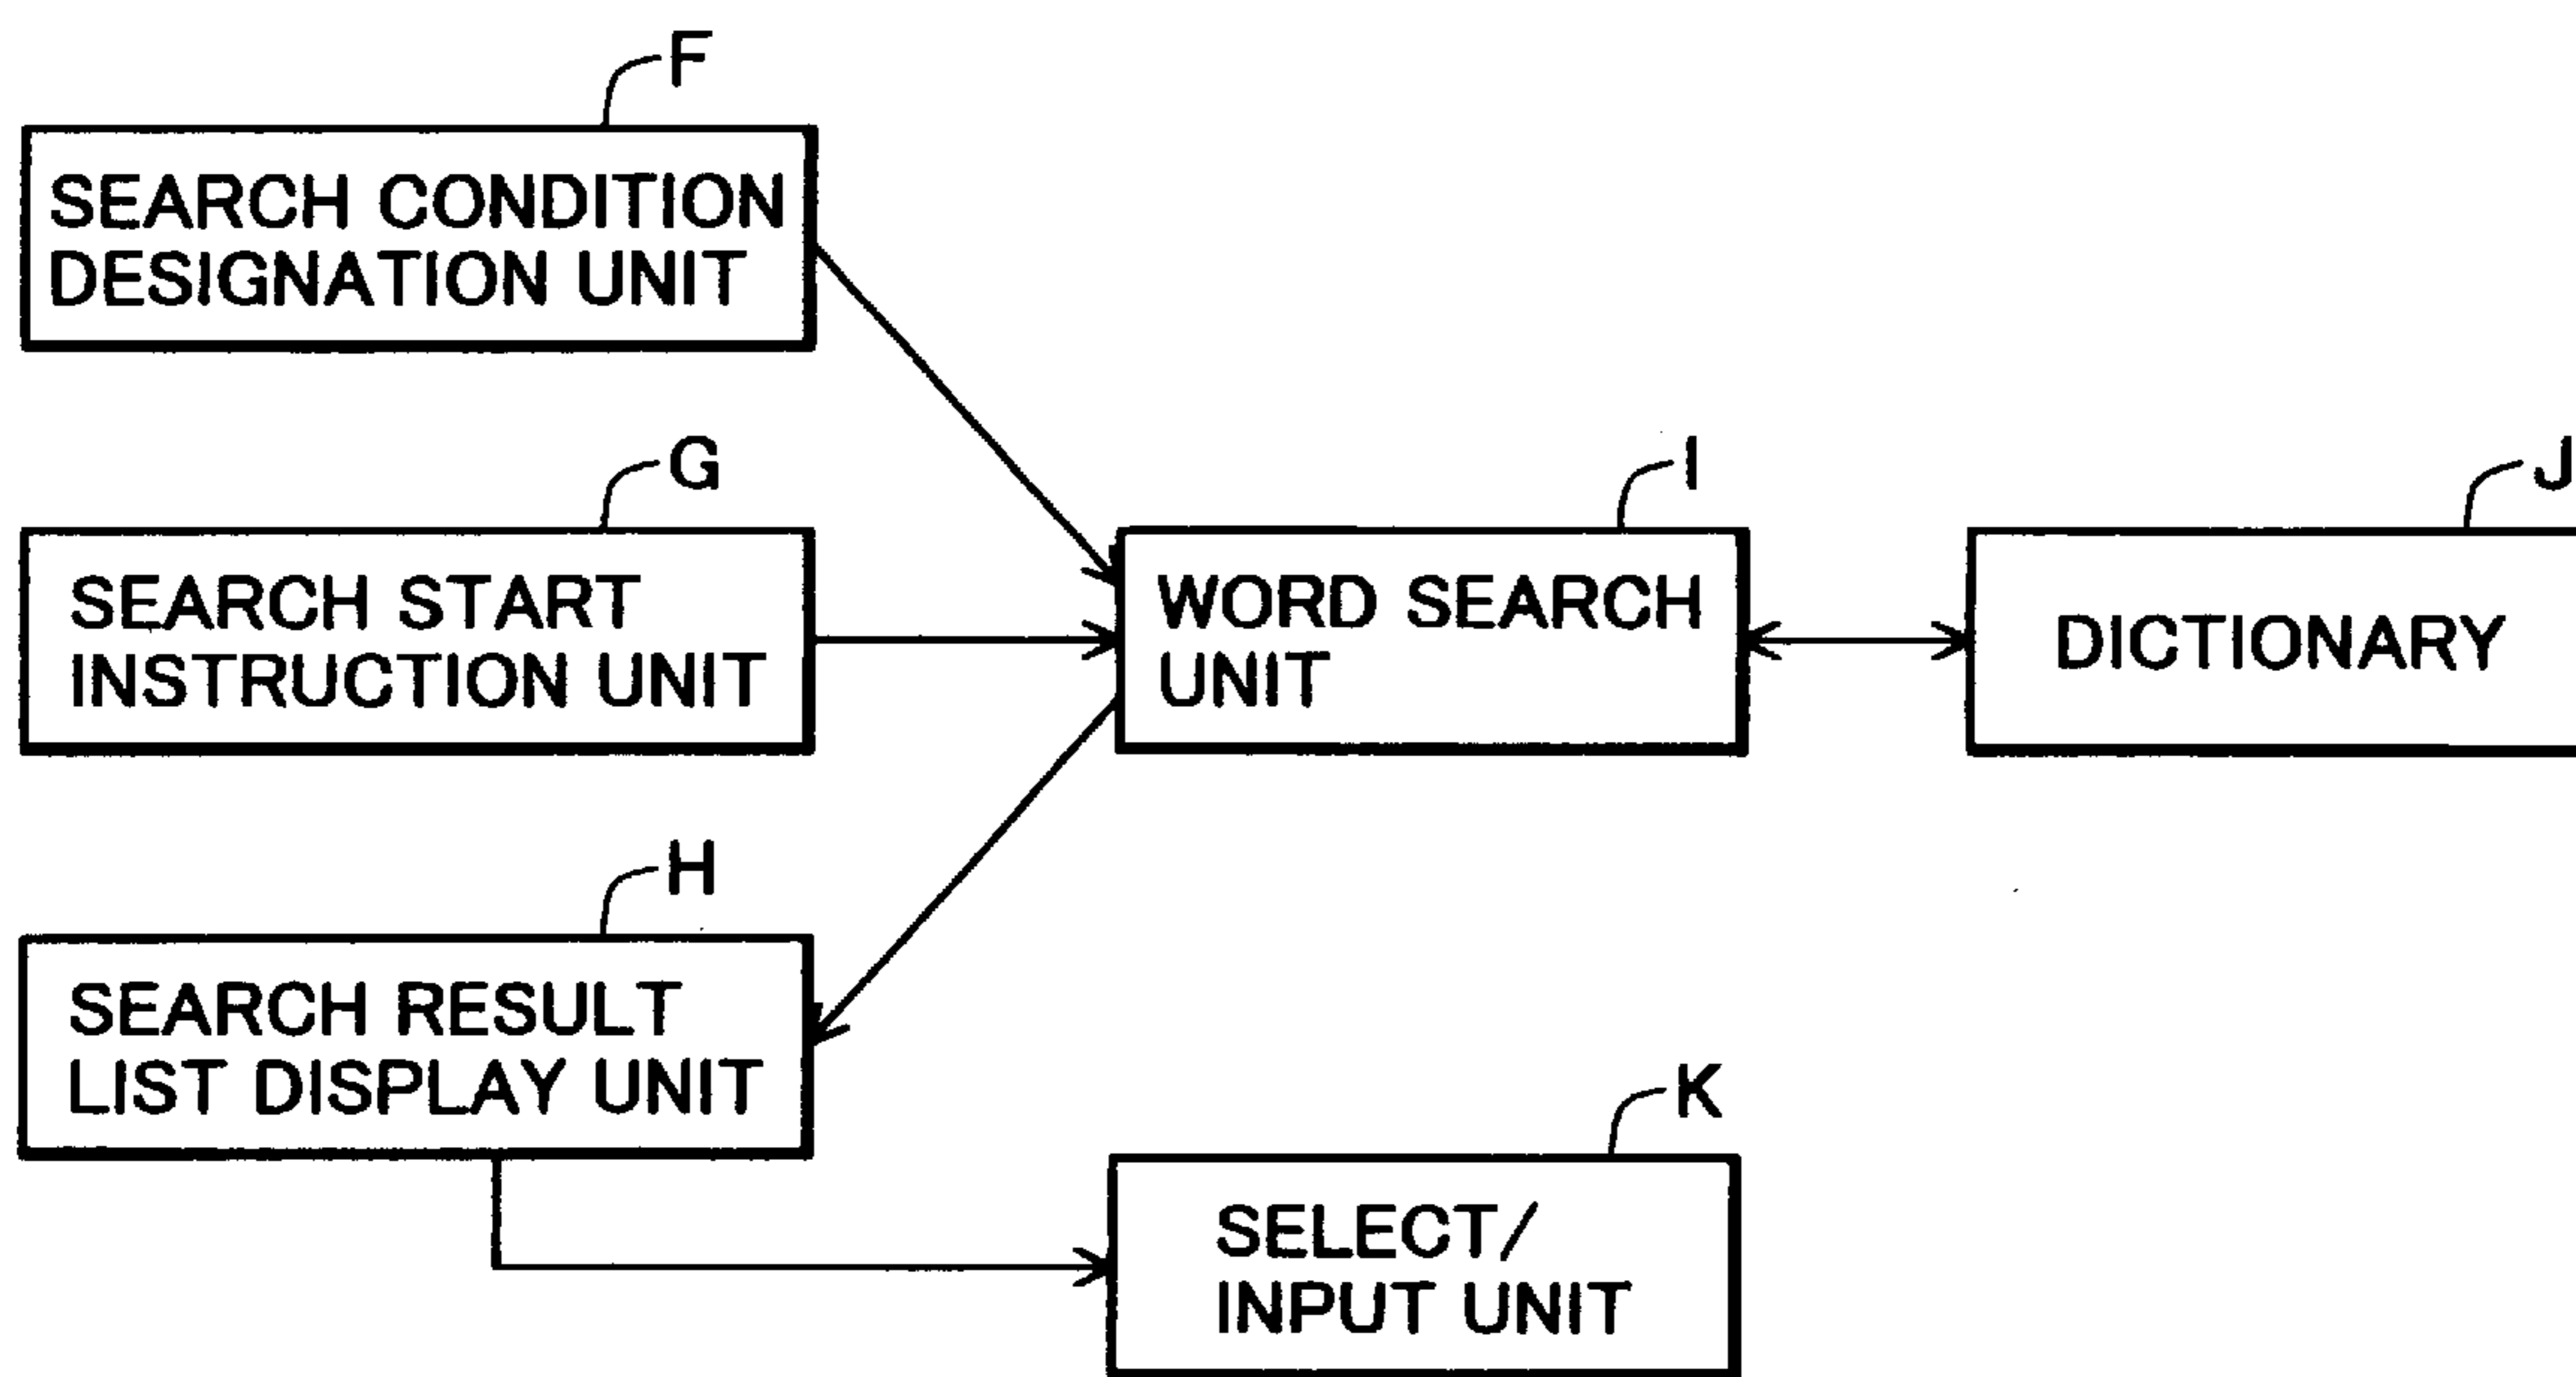 F
SEARCH CONDITION
DESIGNATION UNIT
G
SEARCH START
INSTRUCTION UNIT
I
WORD SEARCH
UNIT
J
DICTIONARY
H
SEARCH RESULT
LIST DISPLAY UNIT
K
SELECT/
INPUT UNIT